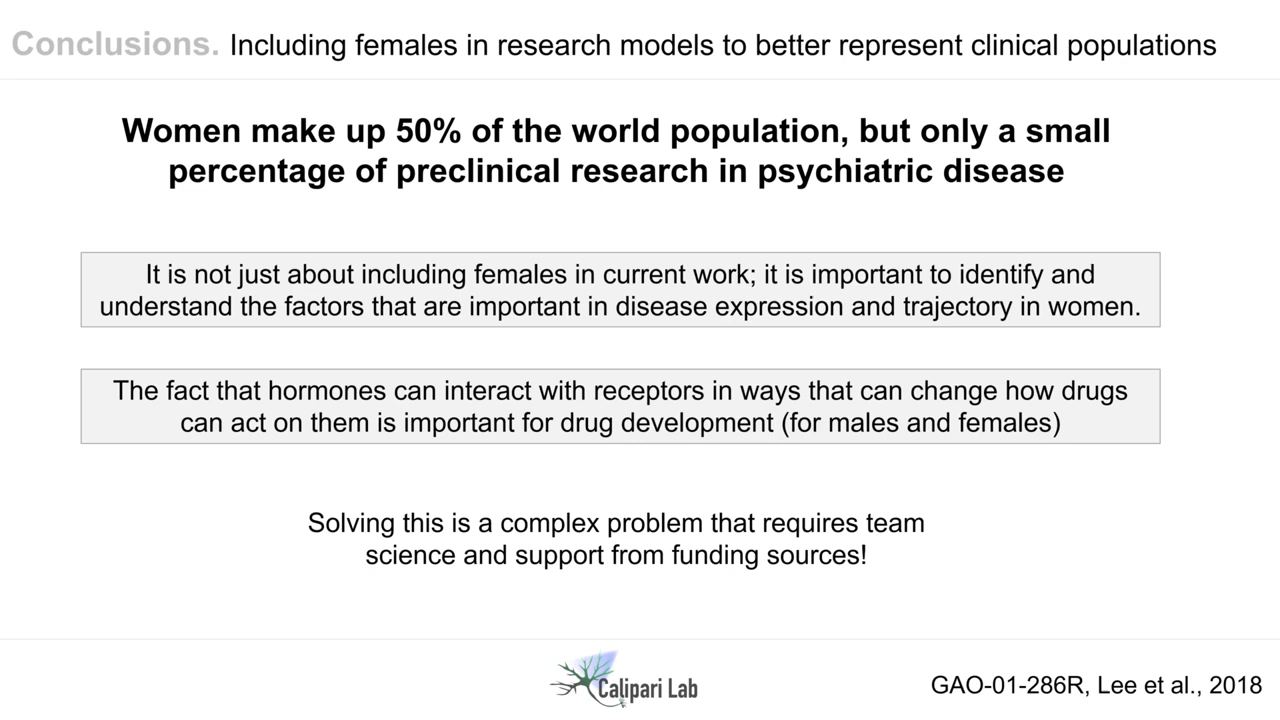 Conclusions. Including females in research models to better represent clinical populations
Women make up 50% of the world population, but only a small
percentage of preclinical research in psychiatric disease
It is not just about including females in current work; it is important to identify and
understand the factors that are important in disease expression and trajectory in women.
The fact that hormones can interact with receptors in ways that can change how drugs
can act on them is important for drug development (for males and females)
Solving this is a complex problem that requires team
science and support from funding sources!
Calipari Lab
GAO-01-286R, Lee et al., 2018